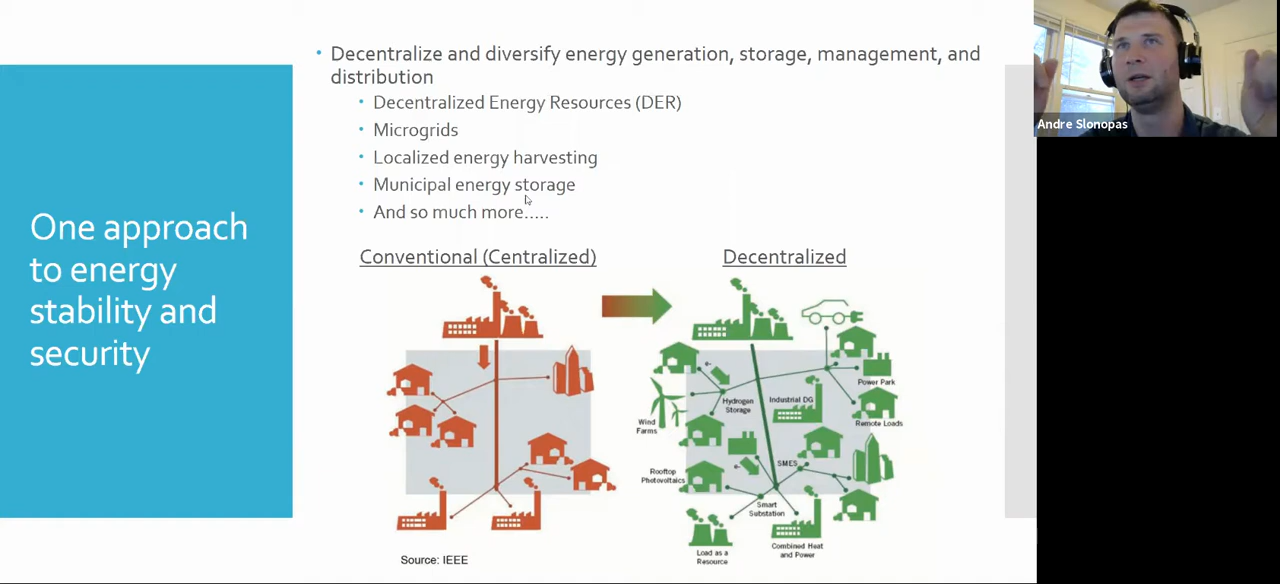 One approach
to energy
stability and
security
• Decentralize and diversify energy generation, storage, management, and
distribution
• Decentralized Energy Resources (DER)
• Microgrids
• Localized energy harvesting
• Municipal energy storage
• And so much more.....
Conventional (Centralized)
Decentralized
Power Park
Hydrogen
Storage
Industrial DG
Wind
Farms
Remote Loads
SMES
Rooftop
Photovoltaics
Smart
Substation
Load as a
Resource
Combined Heat
and Power
Source: IEEE
Andre Slonopas